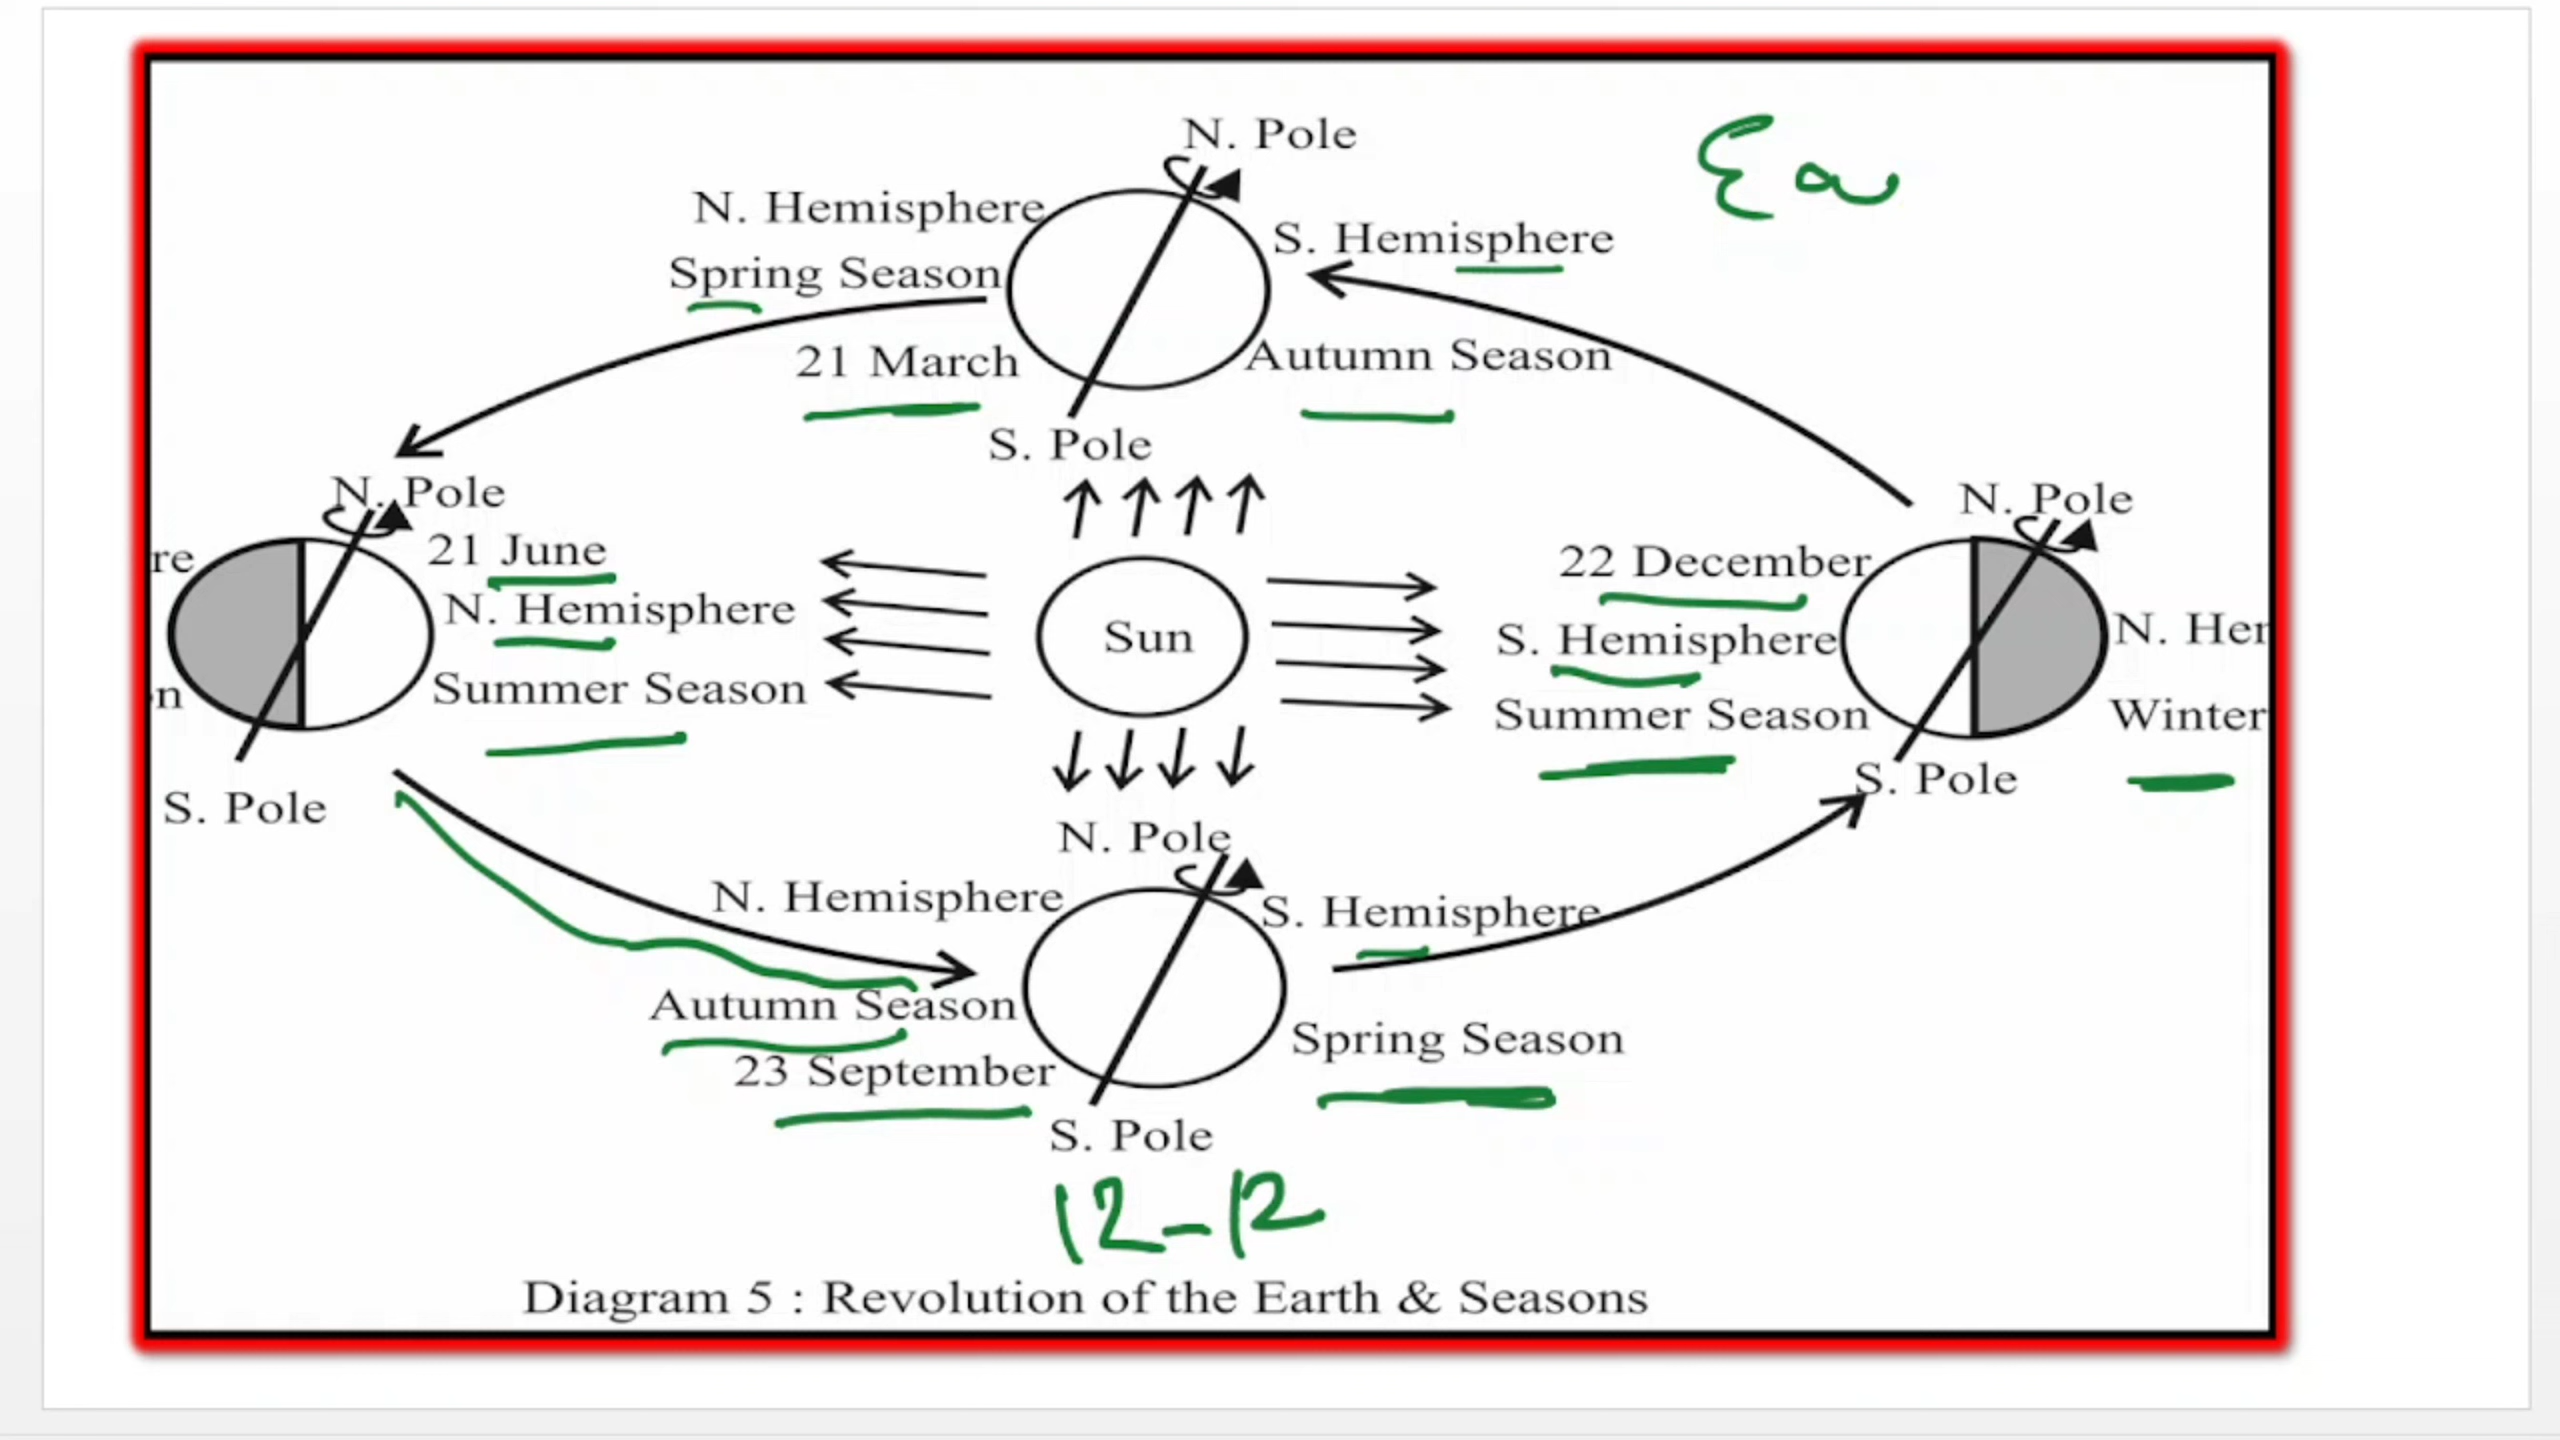 N. Pole
N. Hemisphere
Spring Season
21 March
S. Hemisphere
Autumn Season
S. Pole
N. Pole
21 June
N. Hemisphere
Summer Season
re
n
S. Pole
Sun
N. Pole
22 December
S. Hemisphere
Summer Season
N. Her
Winter
S. Pole
N. Pole
N. Hemisphere
Autumn Season
23 September
S. Hemisphere
Spring Season
S. Pole
12-12
Diagram 5 : Revolution of the Earth & Seasons